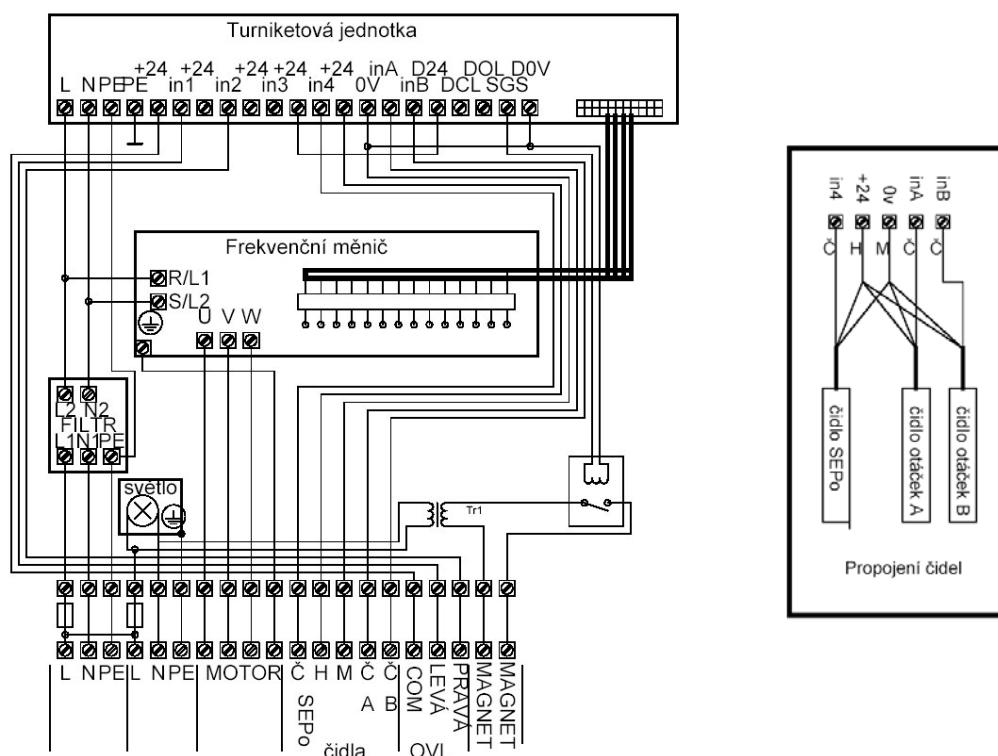 Turniketová jednotka
+24 +24 +24 +24 +24 inA D24 DOL D0V
L N PE PE in1 in2 in3 in4 0V inB DCL SGS
Frekvenční měnič
R/L1
S/L2
U V W
L2 N2
FILTR
L1 N1 PE
světlo
Tr1
L N PE L N PE MOTOR Č H M Č Č COM LEVÁ PRAVÁ MAGNET MAGNET
A B
SEPo
čidla OVL
in4 +24 0v inA inB
Č H M Č Č
čidlo SEPo
čidlo otáček A
čidlo otáček B
Propojení čidel